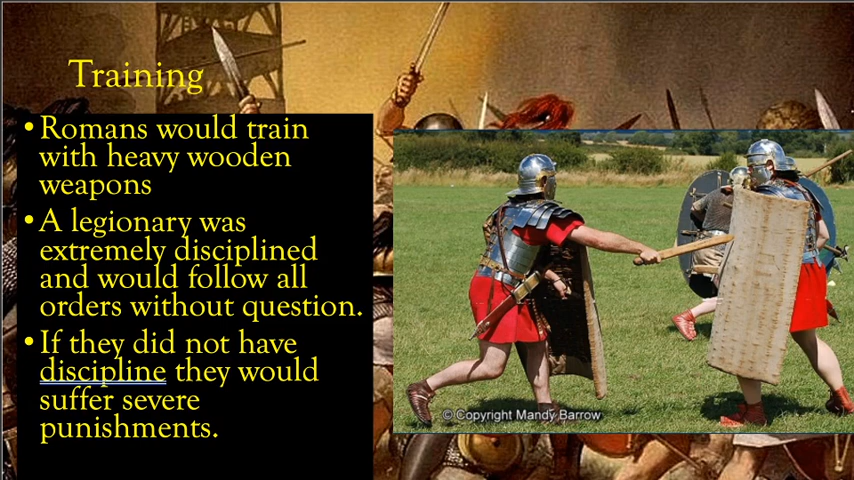 Training
• Romans would train
with heavy wooden
weapons
• A legionary was
extremely disciplined
and would follow all
orders without question.
• If they did not have
discipline they would
suffer severe
punishments.
© Copyright Mandy Barrow